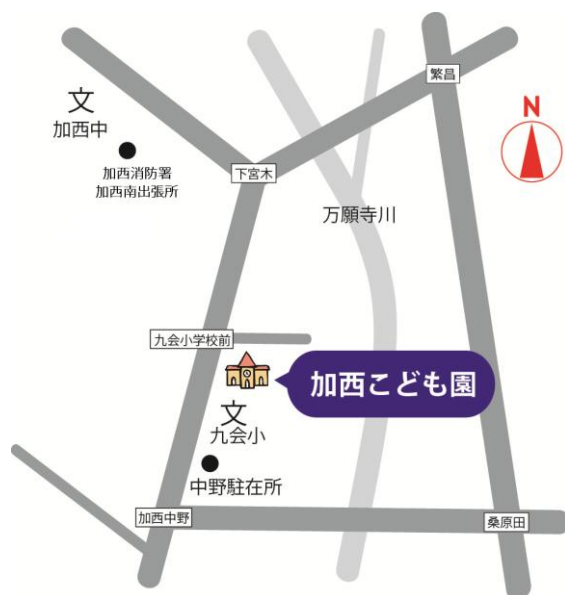 繁昌
文
加西中
N
加西消防署
加西南出張所
下宮木
万願寺川
九会小学校前
加西こども園
文
九会小
中野駐在所
加西中野
桑原田